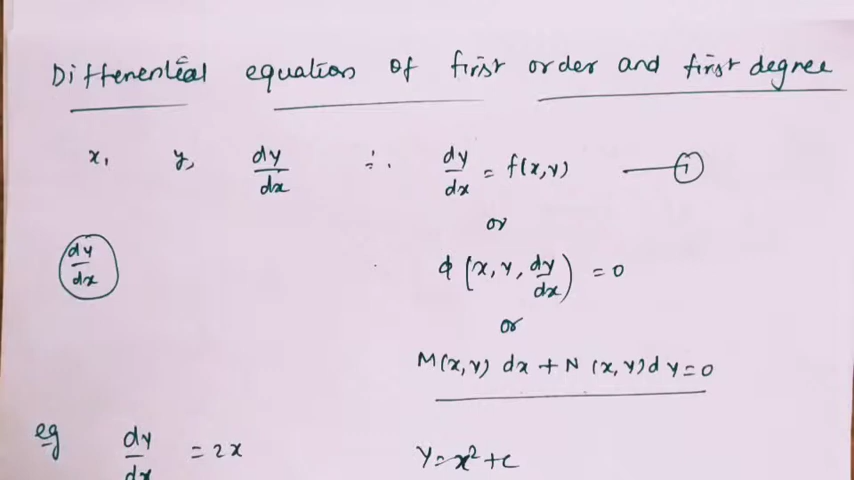 Differential equation of first order and first degree
x, y, dy/dx ∴ dy/dx = f(x,y) — (i)
or
dy/dx ϕ(x, y, dy/dx) = 0
or
M(x,y) dx + N (x,y) dy = 0
eg dy/dx = 2x y = x² + c